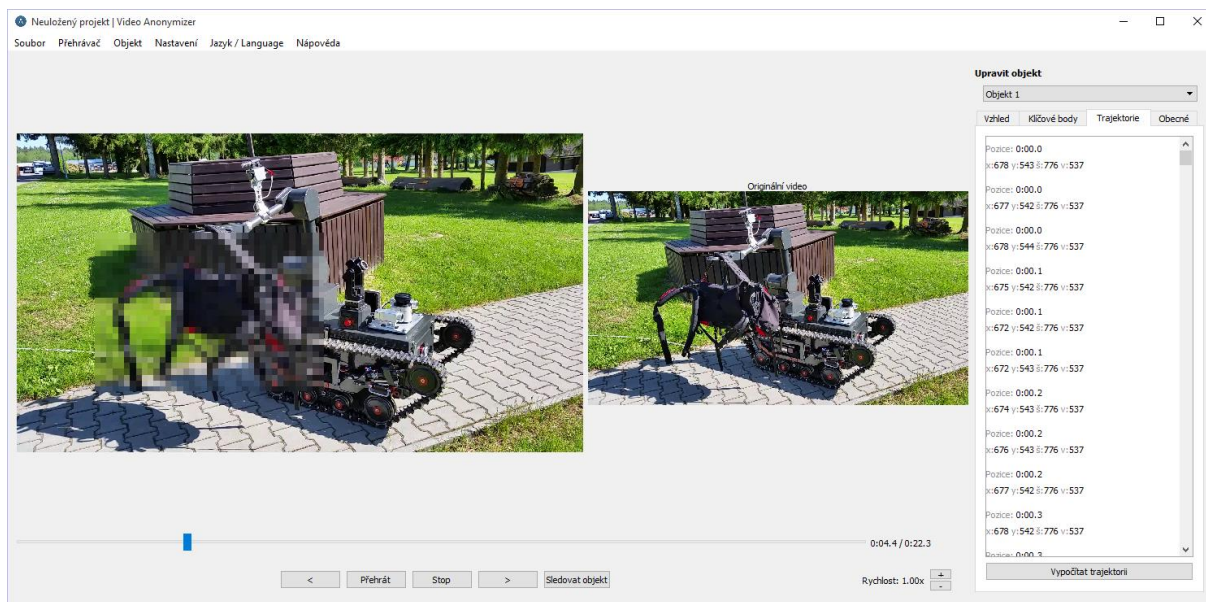 Neuložený projekt | Video Anonymizer
Soubor Přehrávač Objekt Nastavení Jazyk / Language Nápověda
Originální video
0:04.4 / 0:22.3
< Přehrát Stop > Sledovat objekt
Rychlost: 1.00x + -
Upravit objekt
Objekt 1
Vzhled Klíčové body Trajektorie Obecné
Pozice: 0:00.0
x:678 y:543 š:776 v:537
Pozice: 0:00.0
x:677 y:542 š:776 v:537
Pozice: 0:00.0
x:678 y:544 š:776 v:537
Pozice: 0:00.1
x:675 y:542 š:776 v:537
Pozice: 0:00.1
x:672 y:542 š:776 v:537
Pozice: 0:00.1
x:672 y:543 š:776 v:537
Pozice: 0:00.2
x:674 y:543 š:776 v:537
Pozice: 0:00.2
x:676 y:543 š:776 v:537
Pozice: 0:00.2
x:677 y:542 š:776 v:537
Pozice: 0:00.3
x:678 y:542 š:776 v:537
Pozice: 0:00.3
Vypočítat trajektorii